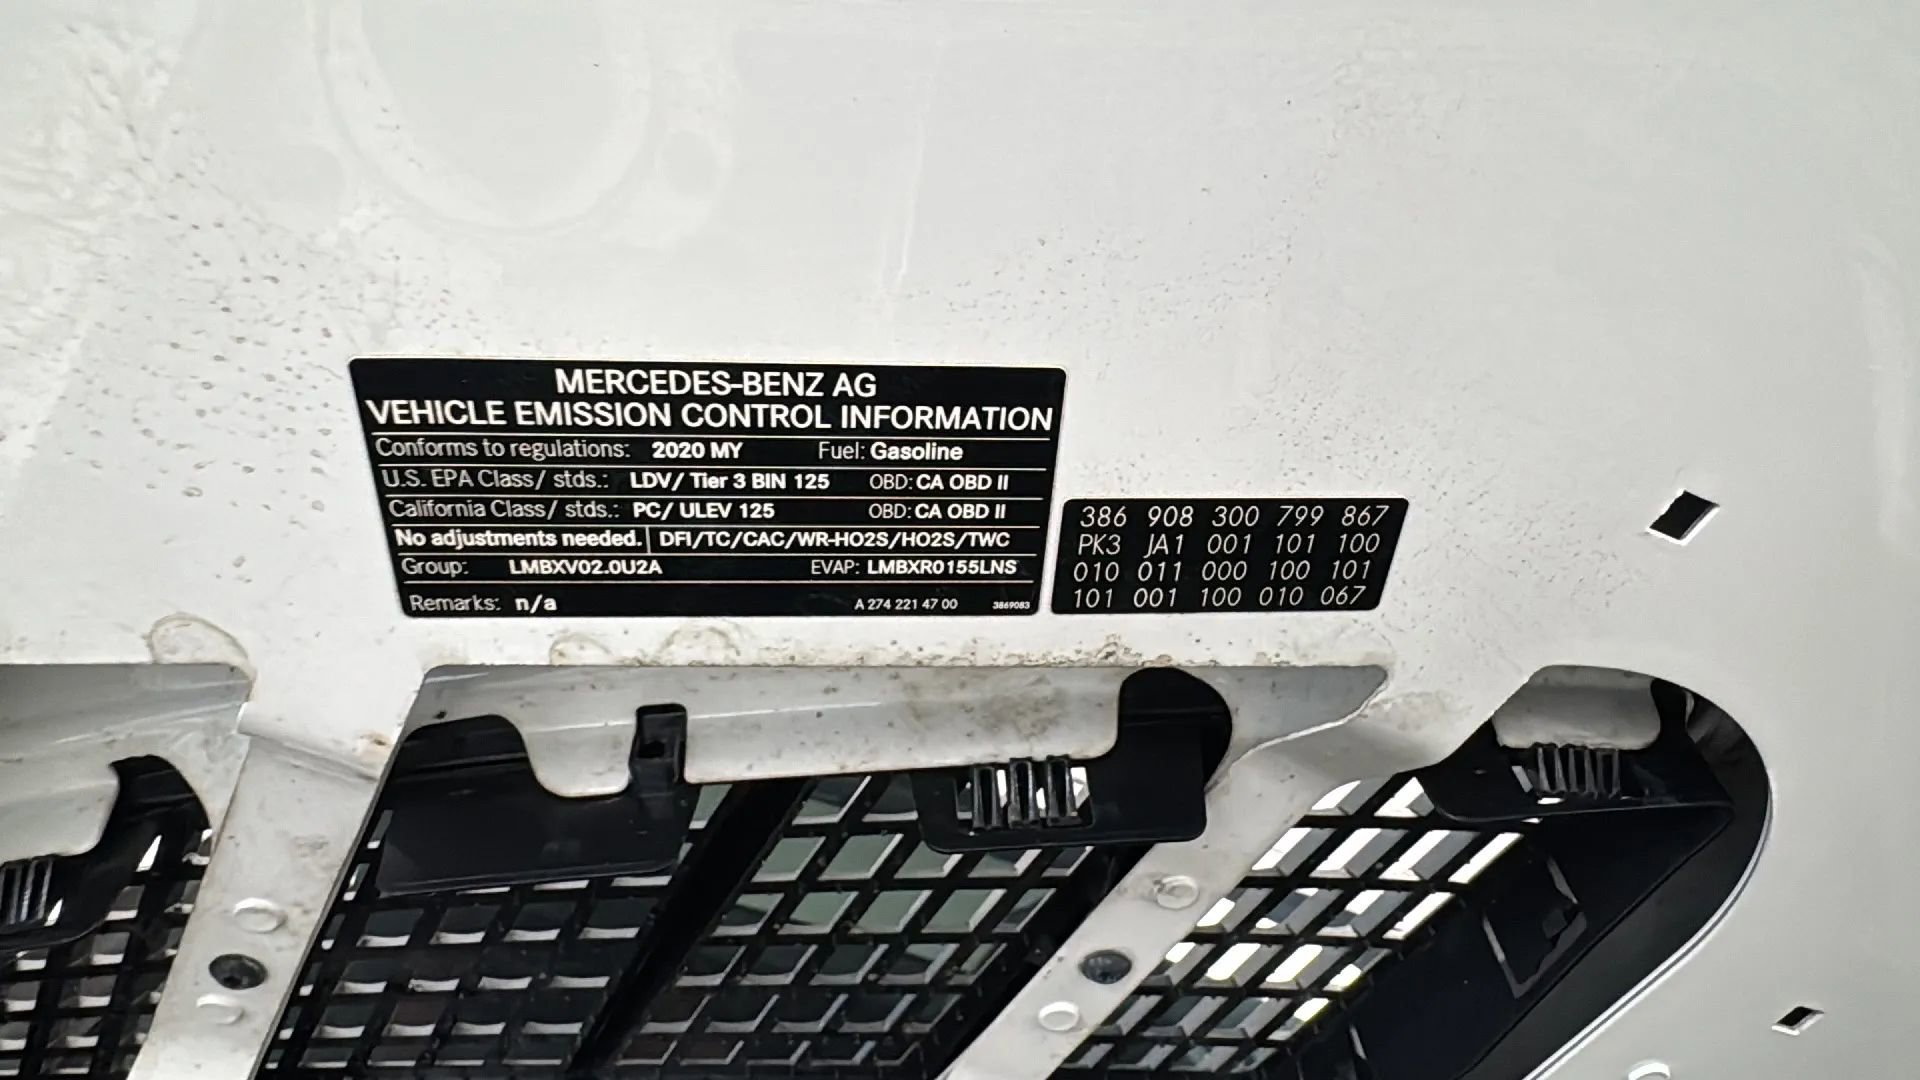 MERCEDES-BENZ AG
VEHICLE EMISSION CONTROL INFORMATION
Conforms to regulations: 2020 MY Fuel: Gasoline
U.S. EPA Class/ stds.: LDV/ Tier 3 BIN 125 OBD: CA OBD II
California Class/ stds.: PC/ ULEV 125 OBD: CA OBD II
No adjustments needed. DFI/TC/CAC/WR-HO2S/HO2S/TWC
Group: LMBXV02.0U2A EVAP: LMBXR0155LNS
Remarks: n/a A 274 221 47 00 3869083
386 908 300 799 867
PK3 JA1 001 101 100
010 011 000 100 101
101 001 100 010 067